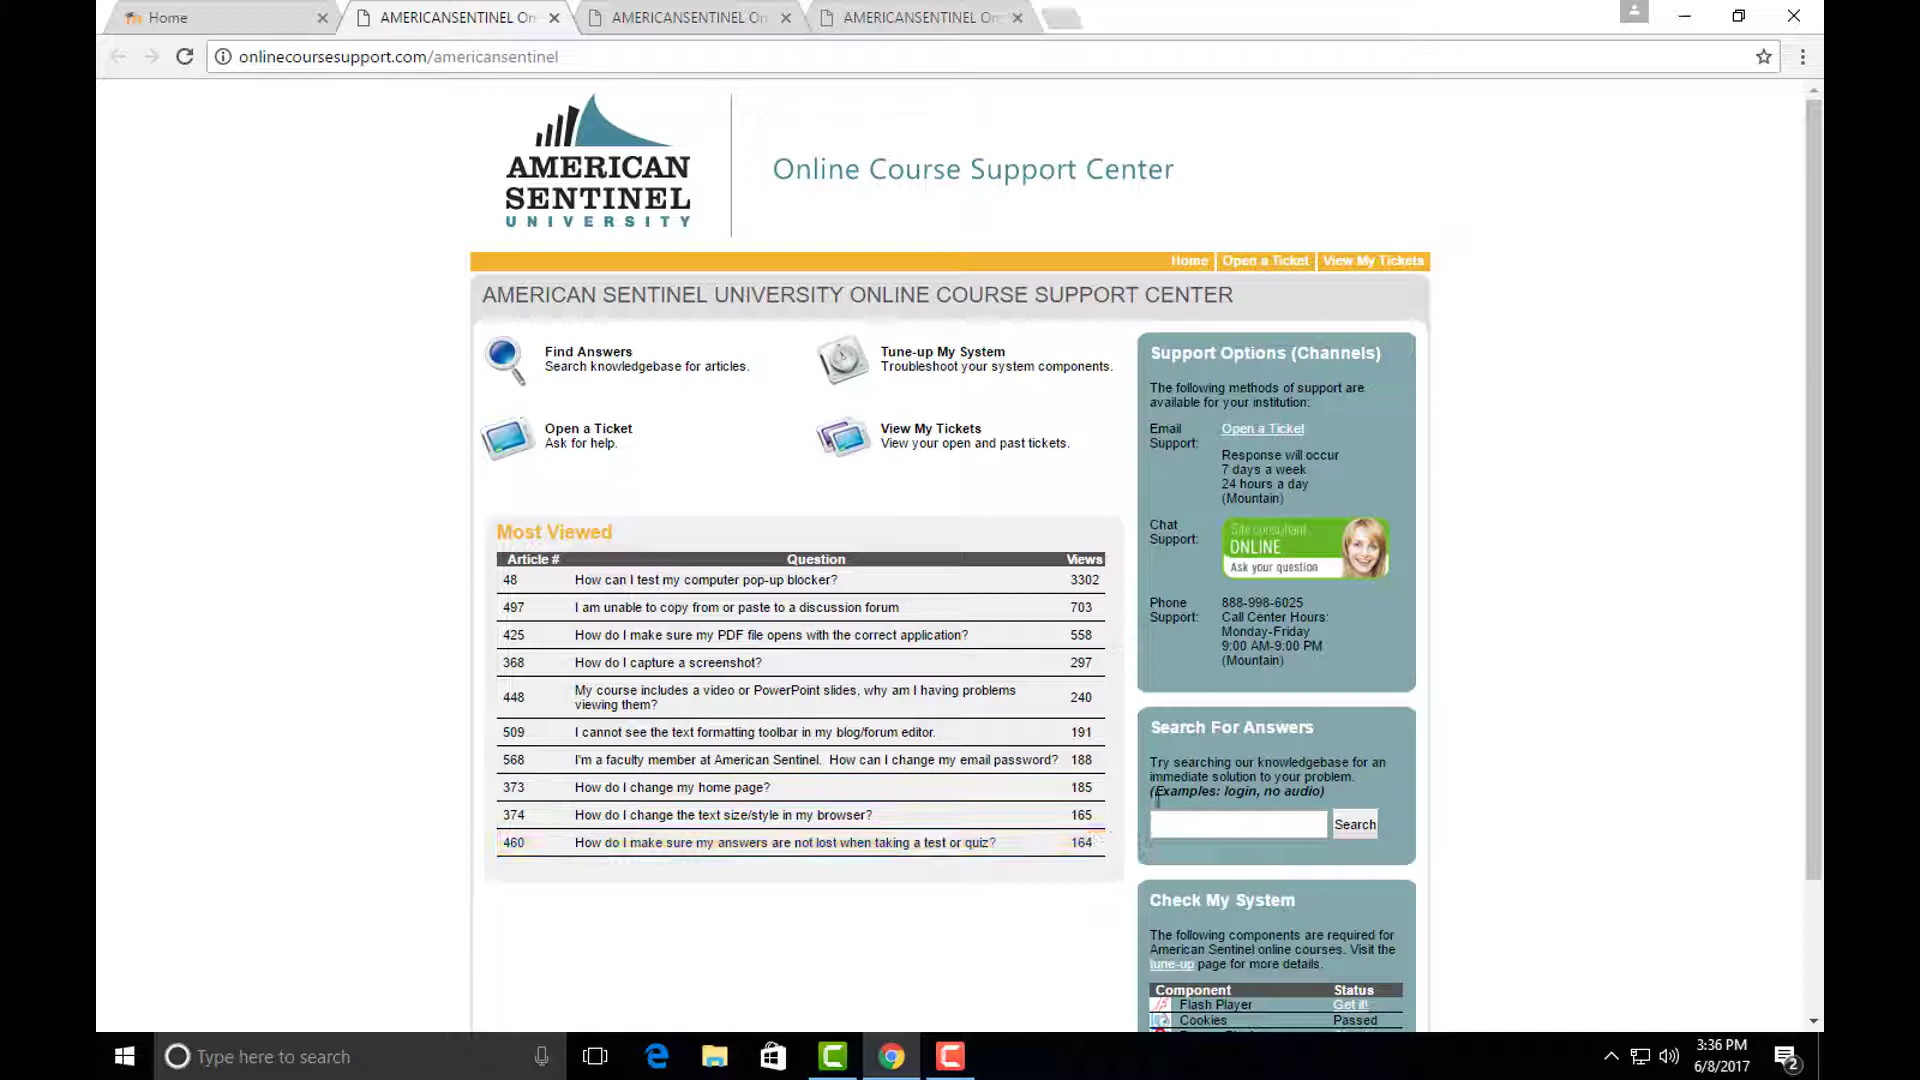 Home
AMERICANSENTINEL On
AMERICANSENTINEL On
AMERICANSENTINEL On
onlinecoursesupport.com/americansentinel
AMERICAN
SENTINEL
UNIVERSITY
Online Course Support Center
Home
Open a Ticket
View My Tickets
AMERICAN SENTINEL UNIVERSITY ONLINE COURSE SUPPORT CENTER
Find Answers
Search knowledgebase for articles.
Tune-up My System
Troubleshoot your system components.
Open a Ticket
Ask for help.
View My Tickets
View your open and past tickets.
Most Viewed
Article # Question Views
48 How can I test my computer pop-up blocker? 3302
497 I am unable to copy from or paste to a discussion forum 703
425 How do I make sure my PDF file opens with the correct application? 558
368 How do I capture a screenshot? 297
448 My course includes a video or PowerPoint slides, why am I having problems
viewing them? 240
509 I cannot see the text formatting toolbar in my blog/forum editor. 191
568 I'm a faculty member at American Sentinel. How can I change my email password? 188
373 How do I change my home page? 185
374 How do I change the text size/style in my browser? 165
460 How do I make sure my answers are not lost when taking a test or quiz? 164
Support Options (Channels)
The following methods of support are
available for your institution:
Email
Support:
Open a Ticket
Response will occur
7 days a week
24 hours a day
(Mountain)
Chat
Support:
Site consultant
ONLINE
Ask your question
Phone
Support:
888-998-6025
Call Center Hours:
Monday-Friday
9:00 AM-9:00 PM
(Mountain)
Search For Answers
Try searching our knowledgebase for an
immediate solution to your problem.
(Examples: login, no audio)
Search
Check My System
The following components are required for
American Sentinel online courses. Visit the
tune-up page for more details.
Component Status
Flash Player Get it!
Cookies Passed
Type here to search
3:36 PM
6/8/2017
2